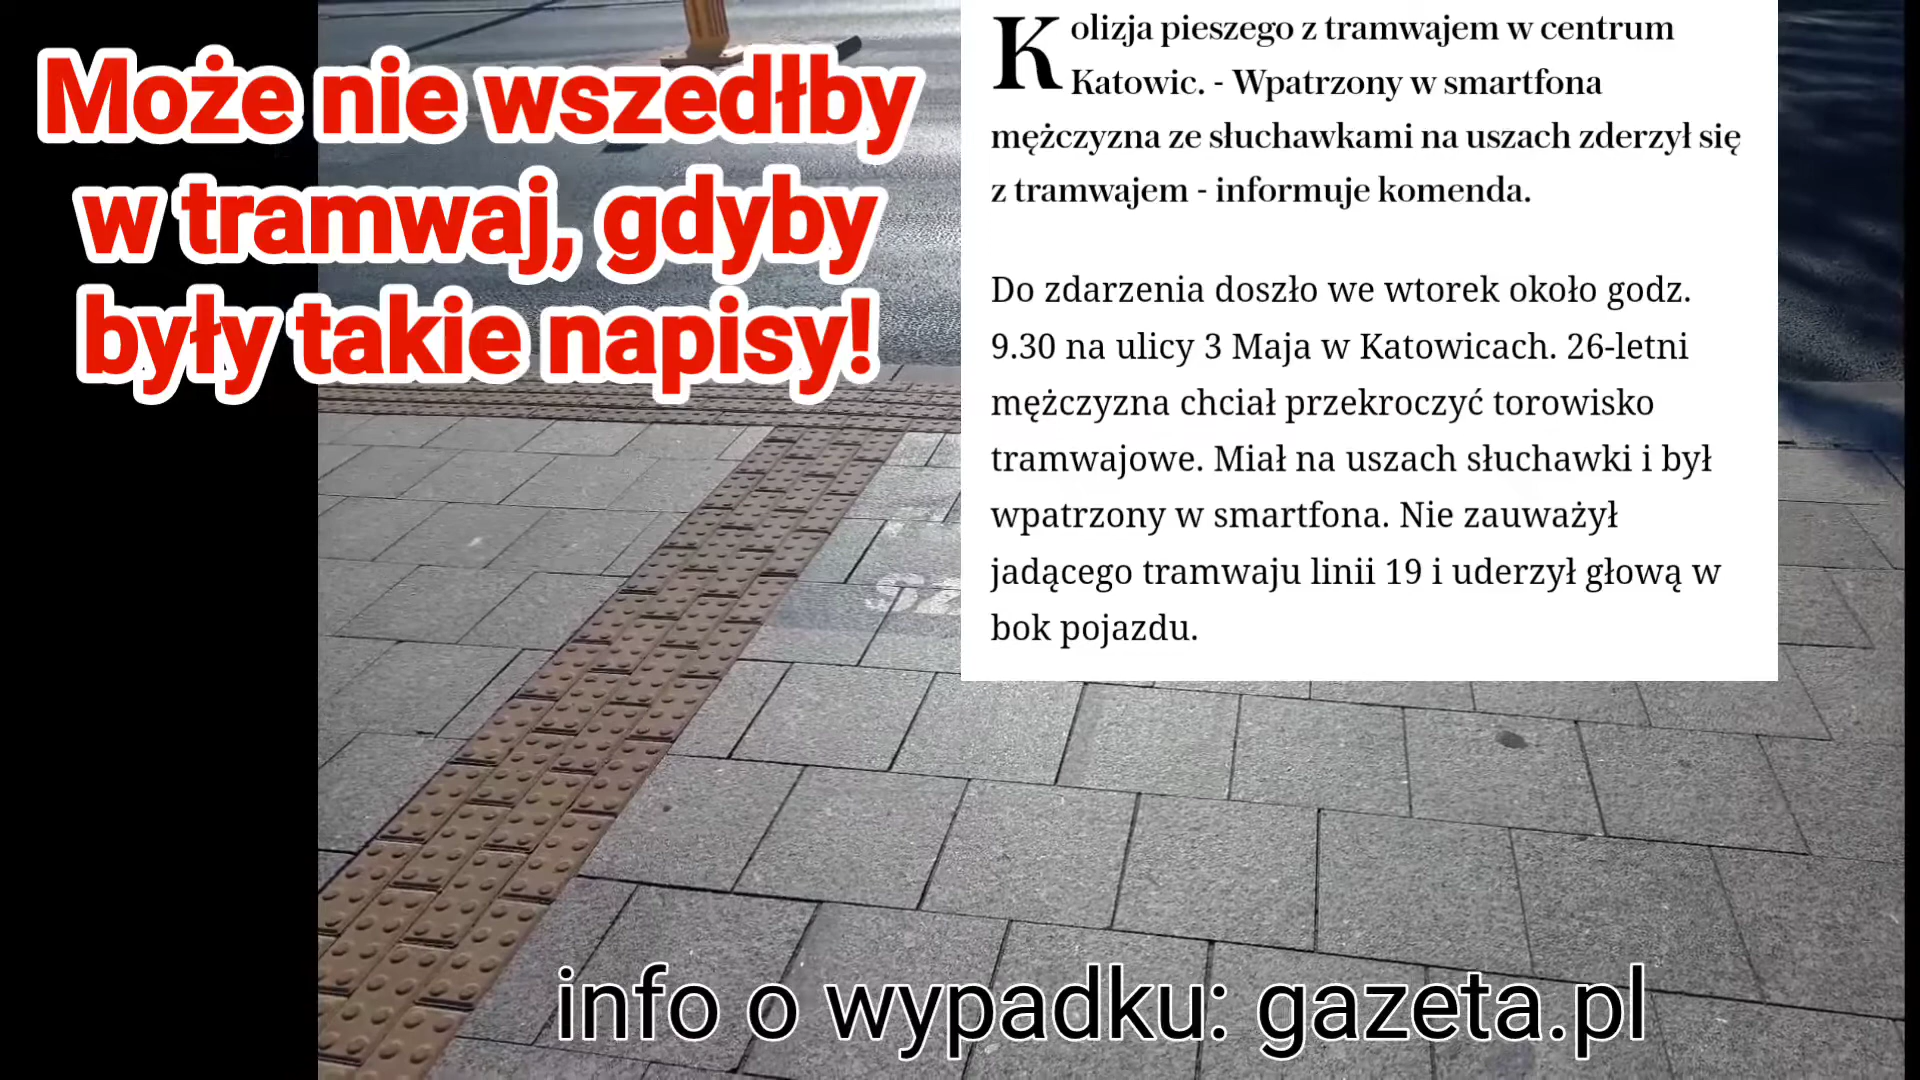 Może nie wszedłby
w tramwaj, gdyby
były takie napisy!
Kolizja pieszego z tramwajem w centrum
Katowic. - Wpatrzony w smartfona
mężczyzna ze słuchawkami na uszach zderzył się
z tramwajem - informuje komenda.
Do zdarzenia doszło we wtorek około godz.
9.30 na ulicy 3 Maja w Katowicach. 26-letni
mężczyzna chciał przekroczyć torowisko
tramwajowe. Miał na uszach słuchawki i był
wpatrzony w smartfona. Nie zauważył
jadącego tramwaju linii 19 i uderzył głową w
bok pojazdu.
info o wypadku: gazeta.pl